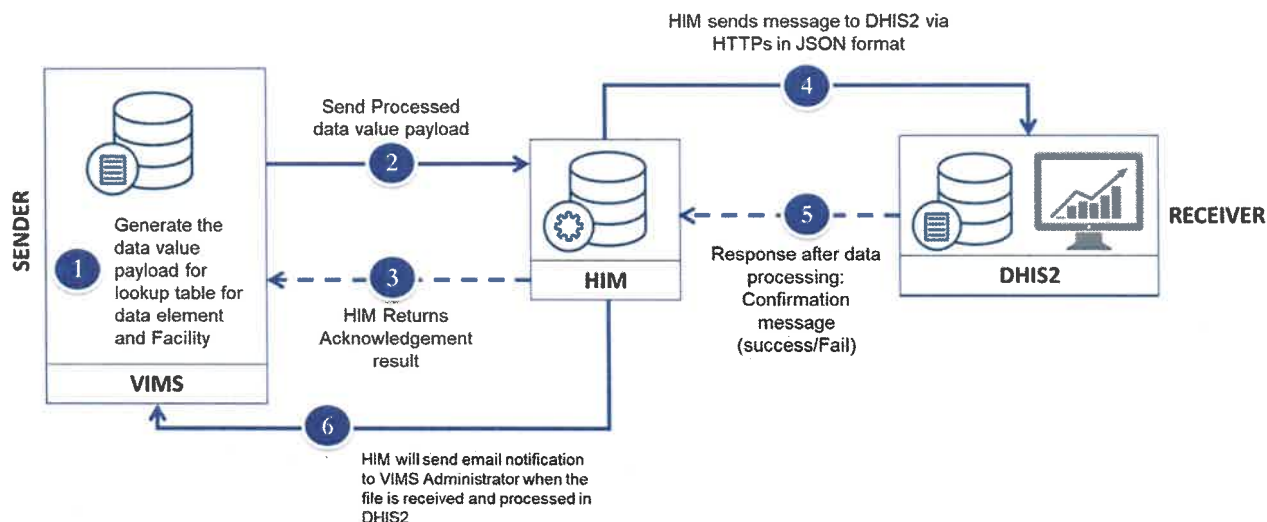 HIM sends message to DHIS2 via
HTTPs in JSON format
4
SENDER
Send Processed
data value payload
2
1
Generate the
data value
payload for
lookup table for
data element
and Facility
VIMS
3
HIM Returns
Acknowledgement
result
HIM
5
Response after data
processing:
Confirmation
message
(success/Fail)
DHIS2
RECEIVER
6
HIM will send email notification
to VIMS Administrator when the
file is received and processed in
DHIS2